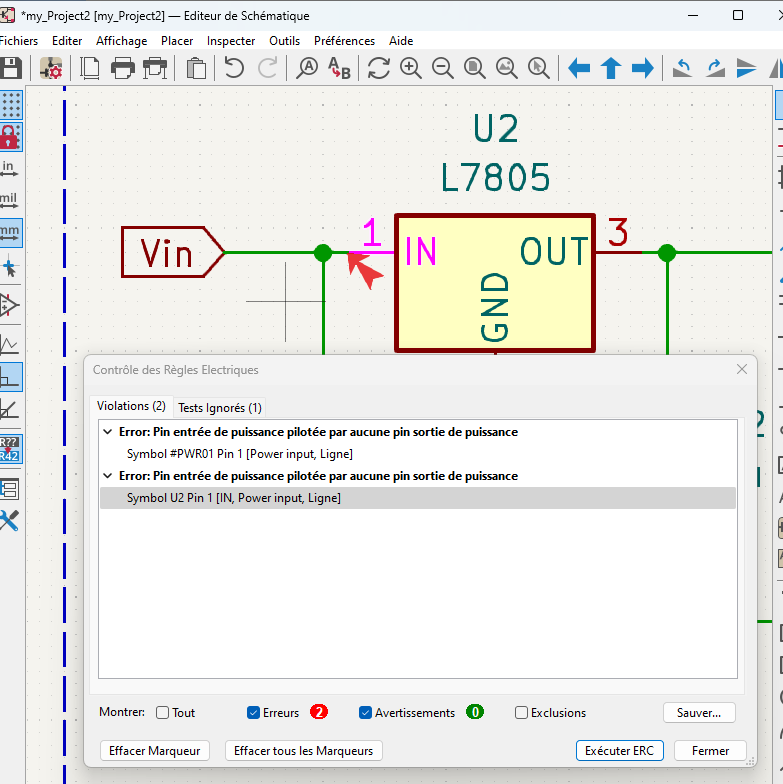 *my_Project2 [my_Project2] — Editeur de Schématique
Fichiers Editer Affichage Placer Inspecter Outils Préférences Aide
in
mil
mm
R??
R42
U2
L7805
Vin
1
IN
OUT
3
GND
Contrôle des Règles Electriques
Violations (2) Tests Ignorés (1)
Error: Pin entrée de puissance pilotée par aucune pin sortie de puissance
Symbol #PWR01 Pin 1 [Power input, Ligne]
Error: Pin entrée de puissance pilotée par aucune pin sortie de puissance
Symbol U2 Pin 1 [IN, Power input, Ligne]
Montrer: Tout Erreurs 2 Avertissements 0 Exclusions Sauver...
Effacer Marqueur Effacer tous les Marqueurs Exécuter ERC Fermer